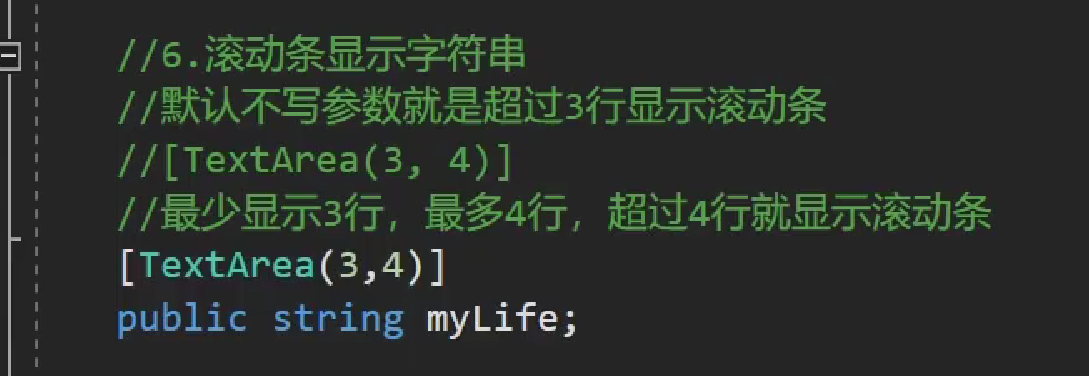 //6.滚动条显示字符串
//默认不写参数就是超过3行显示滚动条
//[TextArea(3, 4)]
//最少显示3行，最多4行，超过4行就显示滚动条
[TextArea(3,4)]
public string myLife;